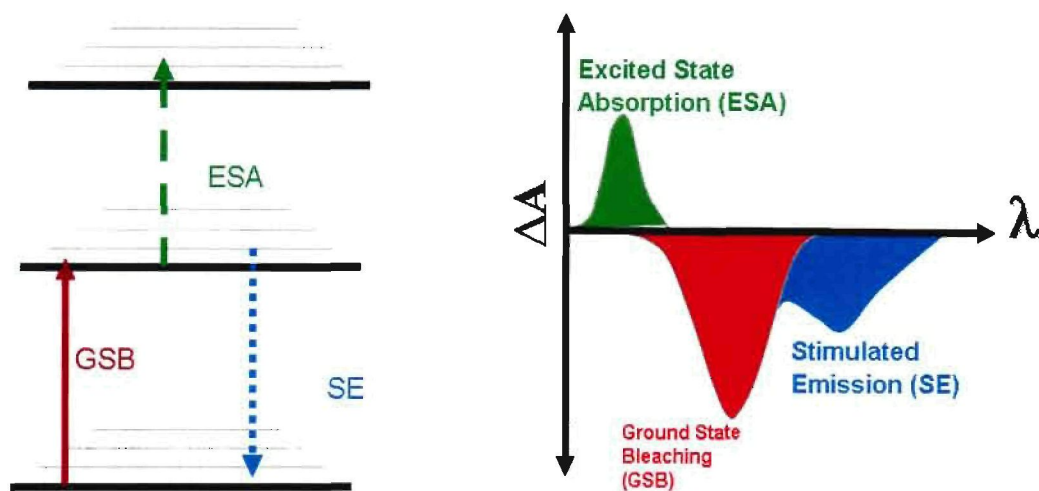 ESA
GSB
SE
Excited State
Absorption (ESA)
ΔA
λ
Stimulated
Emission (SE)
Ground State
Bleaching
(GSB)